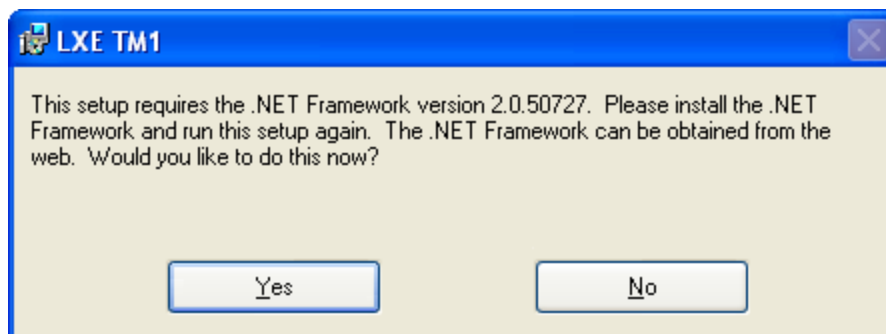 LXE TM1
This setup requires the .NET Framework version 2.0.50727.  Please install the .NET
Framework and run this setup again.  The .NET Framework can be obtained from the
web.  Would you like to do this now?
Yes
No